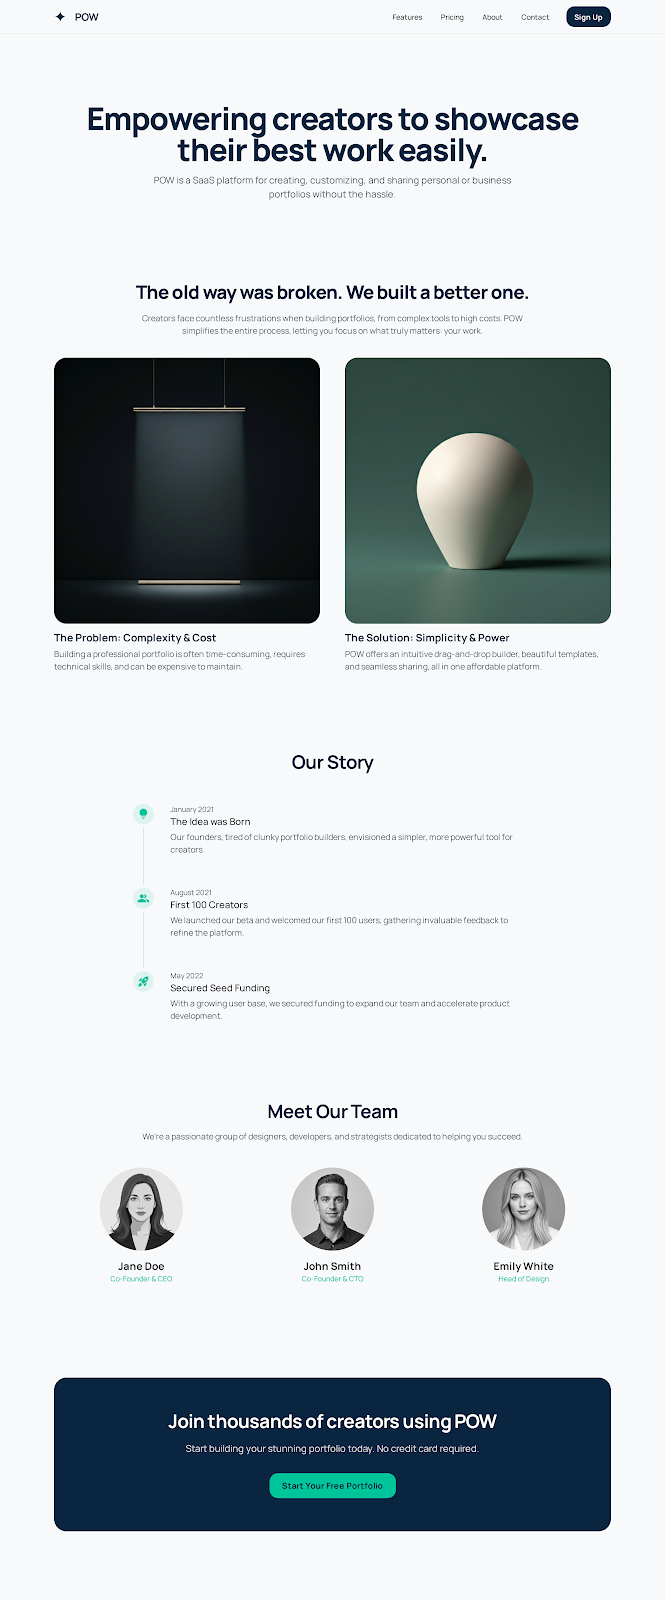 POW
Features Pricing About Contact Sign Up
Empowering creators to showcase
their best work easily.
POW is a SaaS platform for creating, customizing, and sharing personal or business
portfolios without the hassle.
The old way was broken. We built a better one.
Creators face countless frustrations when building portfolios, from complex tools to high costs. POW
simplifies the entire process, letting you focus on what truly matters: your work.
The Problem: Complexity & Cost
Building a professional portfolio is often time-consuming, requires
technical skills, and can be expensive to maintain.
The Solution: Simplicity & Power
POW offers an intuitive drag-and-drop builder, beautiful templates,
and seamless sharing, all in one affordable platform.
Our Story
January 2021
The Idea was Born
Our founders, tired of clunky portfolio builders, envisioned a simpler, more powerful tool for
creators.
August 2021
First 100 Creators
We launched our beta and welcomed our first 100 users, gathering invaluable feedback to
refine the platform.
May 2022
Secured Seed Funding
With a growing user base, we secured funding to expand our team and accelerate product
development.
Meet Our Team
We're a passionate group of designers, developers, and strategists dedicated to helping you succeed.
Jane Doe
Co-Founder & CEO
John Smith
Co-Founder & CTO
Emily White
Head of Design
Join thousands of creators using POW
Start building your stunning portfolio today. No credit card required.
Start Your Free Portfolio